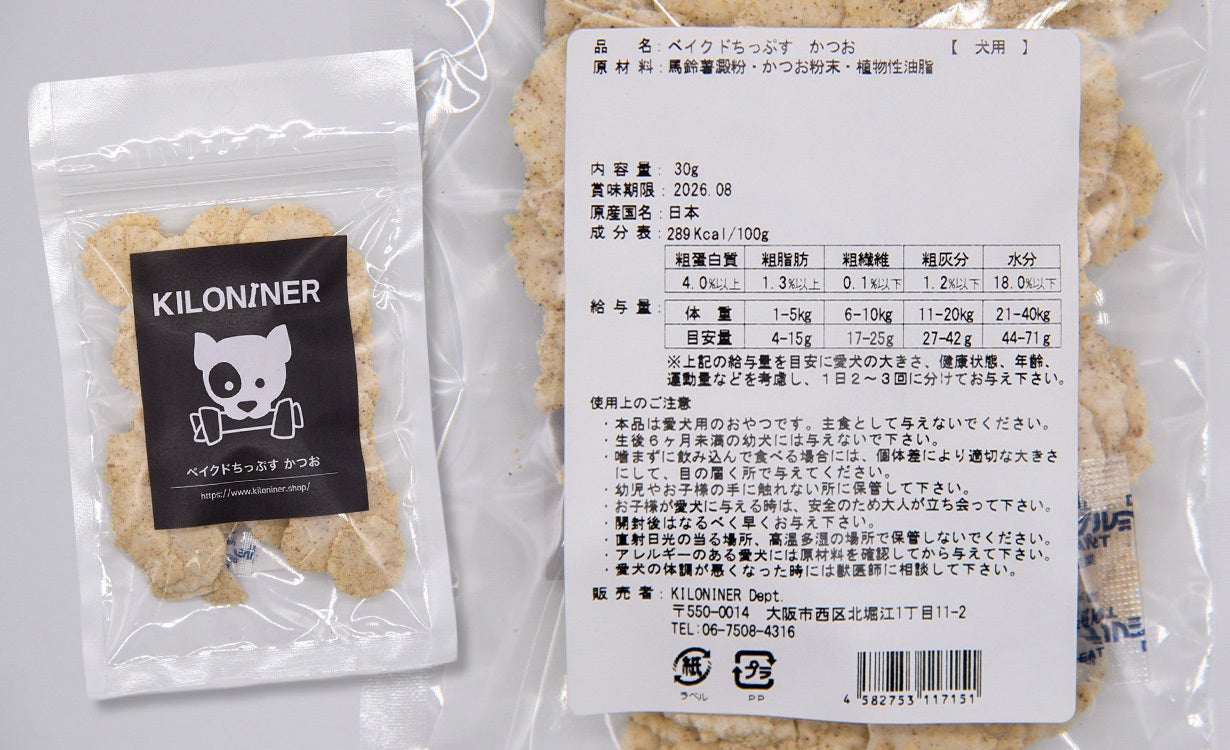 KILONINER
ベイクドちっぷす かつお
https://www.kiloniner.shop/
品 名：ベイクドちっぷす かつお 【 犬用 】
原材料：馬鈴薯澱粉・かつお粉末・植物性油脂
内容量： 30g
賞味期限：2026.08
原産国名：日本
成分表：289Kcal/100g
粗蛋白質 粗脂肪 粗繊維 粗灰分 水分
4.0%以上 1.3%以上 0.1%以下 1.2%以下 18.0%以下
給与量：
体 重 1-5kg 6-10kg 11-20kg 21-40kg
目安量 4-15g 17-25g 27-42g 44-71g
※上記の給与量を目安に愛犬の大きさ、健康状態、年齢、
運動量などを考慮し、1日2〜3回に分けてお与え下さい。
使用上のご注意
・本品は愛犬用のおやつです。主食として与えないでください。
・生後6ヶ月未満の幼犬には与えないで下さい。
・噛まずに飲み込んで食べる場合には、個体差により適切な大きさ
にして、目の届く所で与えてください。
・幼児やお子様の手に触れない所に保管して下さい。
・お子様が愛犬に与える時は、安全のため大人が立ち会って下さい。
・開封後はなるべく早くお与え下さい。
・直射日光の当る場所、高温多湿の場所で保管しないでください。
・アレルギーのある愛犬には原材料を確認してから与えて下さい。
・愛犬の体調が悪くなった時には獣医師に相談して下さい。
販売者：KILONINER Dept.
〒550-0014 大阪市西区北堀江1丁目11-2
TEL:06-7508-4316
紙
ラベル
プラ
PP
4 582753 117151